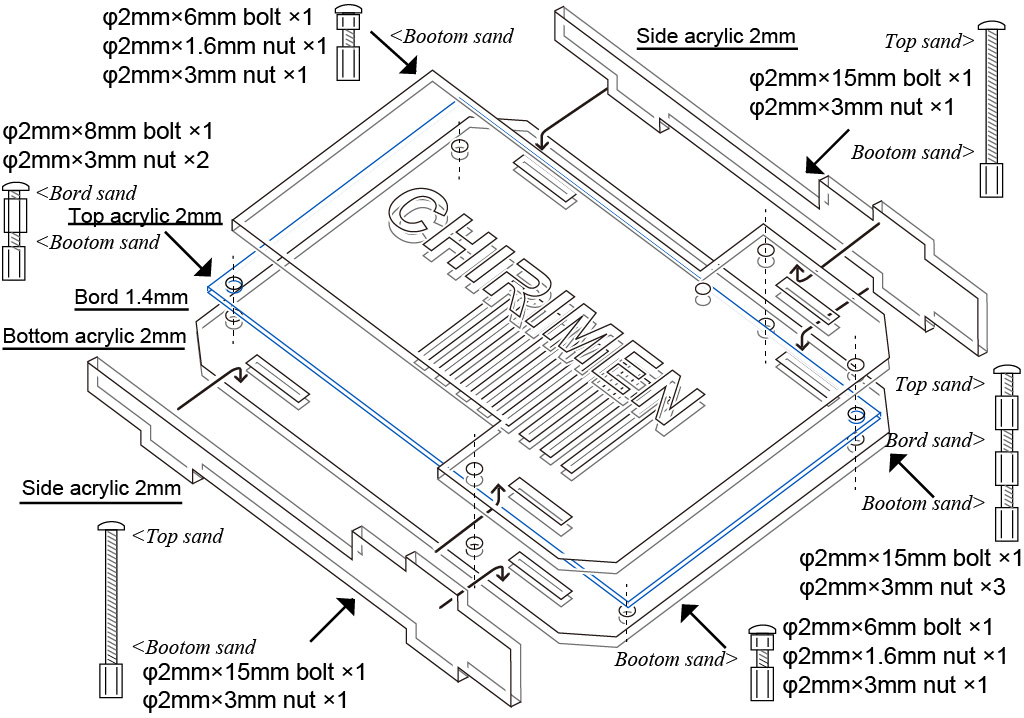 φ2mm×6mm bolt ×1
φ2mm×1.6mm nut ×1
φ2mm×3mm nut ×1
<Bootom sand
Side acrylic 2mm
Top sand>
φ2mm×15mm bolt ×1
φ2mm×3mm nut ×1
Bootom sand>
φ2mm×8mm bolt ×1
φ2mm×3mm nut ×2
<Bord sand
Top acrylic 2mm
<Bootom sand
Bord 1.4mm
Bottom acrylic 2mm
CHIRIMEN
Top sand>
Bord sand>
Bootom sand>
φ2mm×15mm bolt ×1
φ2mm×3mm nut ×3
Side acrylic 2mm
<Top sand
<Bootom sand
φ2mm×15mm bolt ×1
φ2mm×3mm nut ×1
Bootom sand>
φ2mm×6mm bolt ×1
φ2mm×1.6mm nut ×1
φ2mm×3mm nut ×1